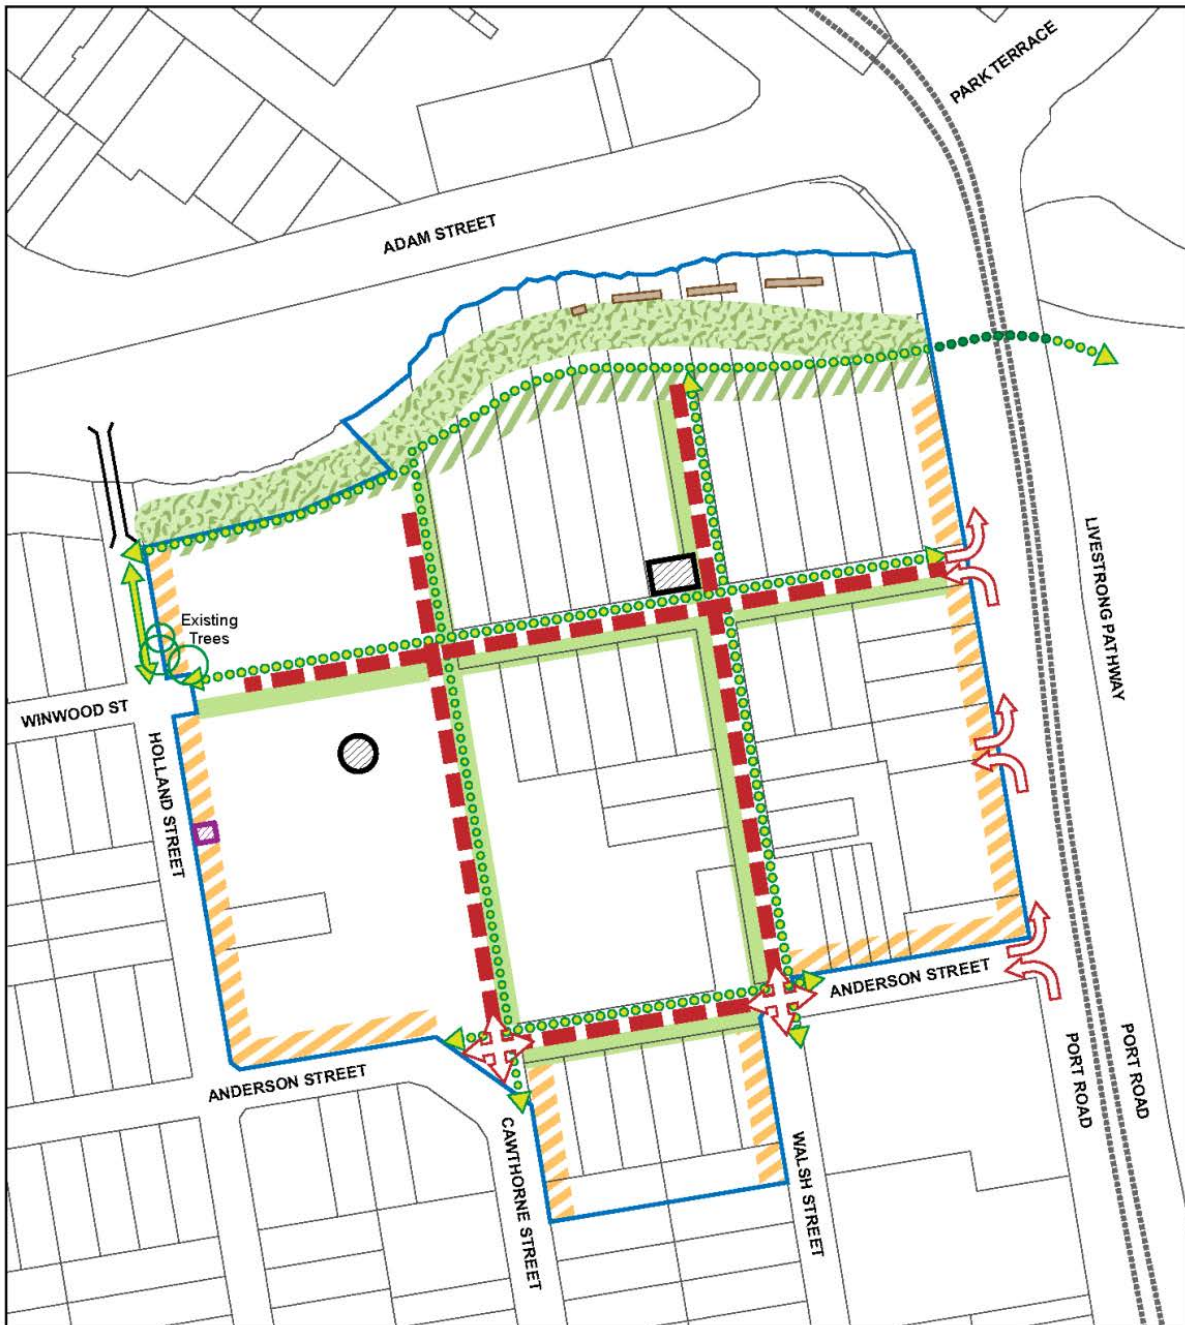 PARK TERRACE
ADAM STREET
LIVESTRONG PATHWAY
Existing
Trees
WINWOOD ST
HOLLAND STREET
ANDERSON STREET
ANDERSON STREET
PORT ROAD
PORT ROAD
CAWTHORNE STREET
WALSH STREET